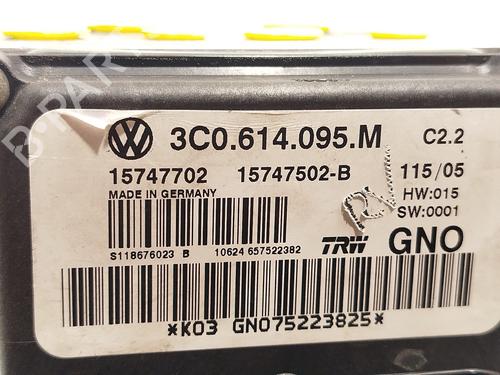 3C0.614.095.M C2.2
15747702 15747502-B 115/05
MADE IN GERMANY HW:015
SW:0001
S118676023 B 10624 657522382 TRW GNO
*K03 GN075223825*